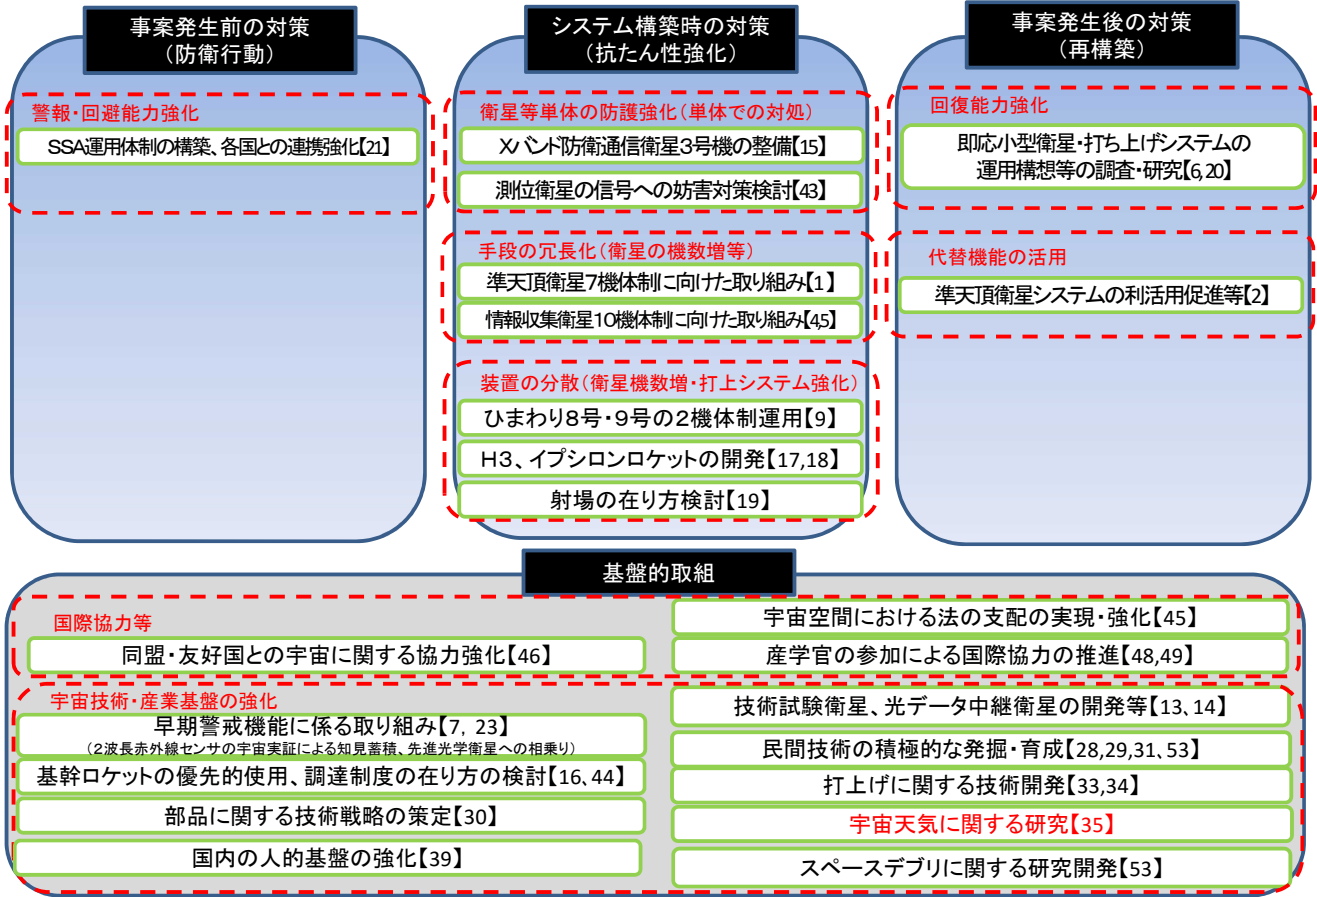 事案発生前の対策
（防衛行動）
警報・回避能力強化
SSA運用体制の構築、各国との連携強化【21】
システム構築時の対策
（抗たん性強化）
衛星等単体の防護強化（単体での対処）
Xバンド防衛通信衛星３号機の整備【15】
測位衛星の信号への妨害対策検討【43】
手段の冗長化（衛星の機数増等）
準天頂衛星７機体制に向けた取り組み【1】
情報収集衛星１０機体制に向けた取り組み【4,5】
装置の分散（衛星機数増・打上システム強化）
ひまわり８号・９号の２機体制運用【9】
H３、イプシロンロケットの開発【17,18】
射場の在り方検討【19】
事案発生後の対策
（再構築）
回復能力強化
即応小型衛星・打ち上げシステムの
運用構想等の調査・研究【6,20】
代替機能の活用
準天頂衛星システムの利活用促進等【2】
基盤的取組
国際協力等
同盟・友好国との宇宙に関する協力強化【46】
宇宙空間における法の支配の実現・強化【45】
産学官の参加による国際協力の推進【48,49】
宇宙技術・産業基盤の強化
早期警戒機能に係る取り組み【7, 23】
（２波長赤外線センサの宇宙実証による知見蓄積、先進光学衛星への相乗り）
基幹ロケットの優先的使用、調達制度の在り方の検討【16、44】
部品に関する技術戦略の策定【30】
国内の人的基盤の強化【39】
技術試験衛星、光データ中継衛星の開発等【13、14】
民間技術の積極的な発掘・育成【28,29,31、53】
打上げに関する技術開発【33,34】
宇宙天気に関する研究【35】
スペースデブリに関する研究開発【53】